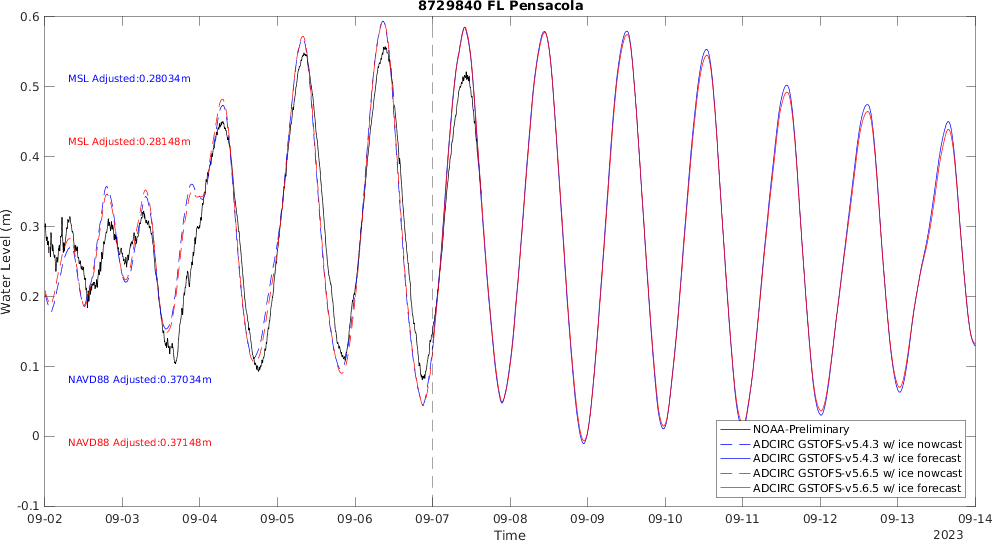 8729840 FL Pensacola
0.6
0.5
0.4
0.3
0.2
0.1
0
-0.1
Water Level (m)
MSL Adjusted:0.28034m
MSL Adjusted:0.28148m
NAVD88 Adjusted:0.37034m
NAVD88 Adjusted:0.37148m
NOAA-Preliminary
ADCIRC GSTOFS-v5.4.3 w/ ice nowcast
ADCIRC GSTOFS-v5.4.3 w/ ice forecast
ADCIRC GSTOFS-v5.6.5 w/ ice nowcast
ADCIRC GSTOFS-v5.6.5 w/ ice forecast
09-02 09-03 09-04 09-05 09-06 09-07 09-08 09-09 09-10 09-11 09-12 09-13 09-14
Time
2023